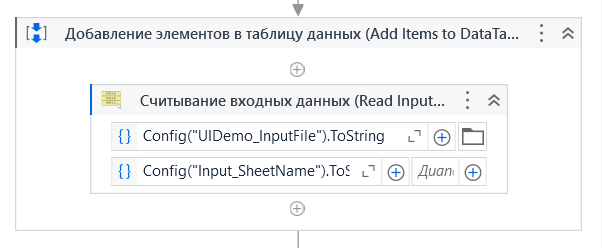 Добавление элементов в таблицу данных (Add Items to DataTa...
Считывание входных данных (Read Input...
{} Config("UIDemo_InputFile").ToString
{} Config("Input_SheetName").ToS Диап